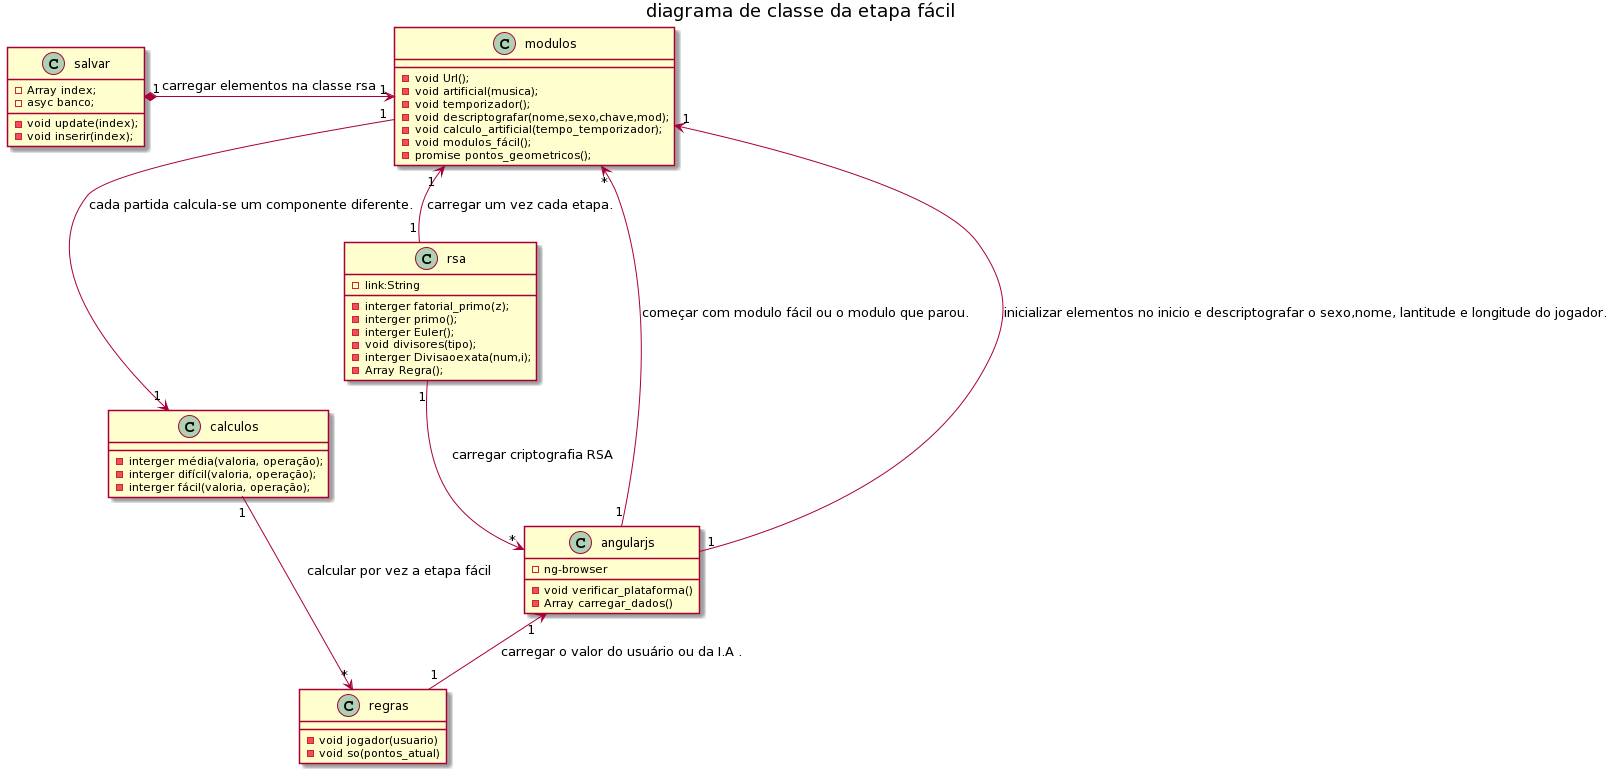 diagrama de classe da etapa fácil
C modulos
void Url();
void artificial(musica);
void temporizador();
void descriptografar(nome,sexo,chave,mod);
void calculo_artificial(tempo_temporizador);
void modulos_fácil();
promise pontos_geometricos();
C salvar
Array index;
asyc banco;
void update(index);
void inserir(index);
1 carregar elementos na classe rsa 1
1
1
1
*
cada partida calcula-se um componente diferente.
carregar um vez cada etapa.
1
C rsa
link:String
interger fatorial_primo(z);
interger primo();
interger Euler();
void divisores(tipo);
interger Divisaoexata(num,i);
Array Regra();
começar com modulo fácil ou o modulo que parou.
inicializar elementos no inicio e descriptografar o sexo,nome, lantitude e longitude do jogador.
1
1
C calculos
interger média(valoria, operação);
interger difícil(valoria, operação);
interger fácil(valoria, operação);
carregar criptografia RSA
1
1
*
1
C angularjs
ng-browser
void verificar_plataforma()
Array carregar_dados()
calcular por vez a etapa fácil
1
carregar o valor do usuário ou da I.A .
*
1
C regras
void jogador(usuario)
void so(pontos_atual)